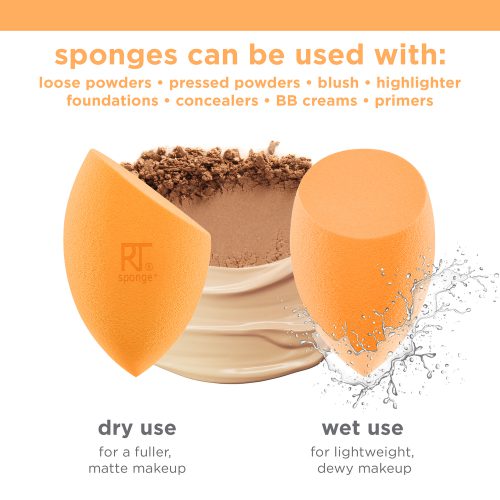 sponges can be used with:
loose powders • pressed powders • blush • highlighter
foundations • concealers • BB creams • primers
RT®
sponge+
dry use
for a fuller,
matte makeup
wet use
for lightweight,
dewy makeup